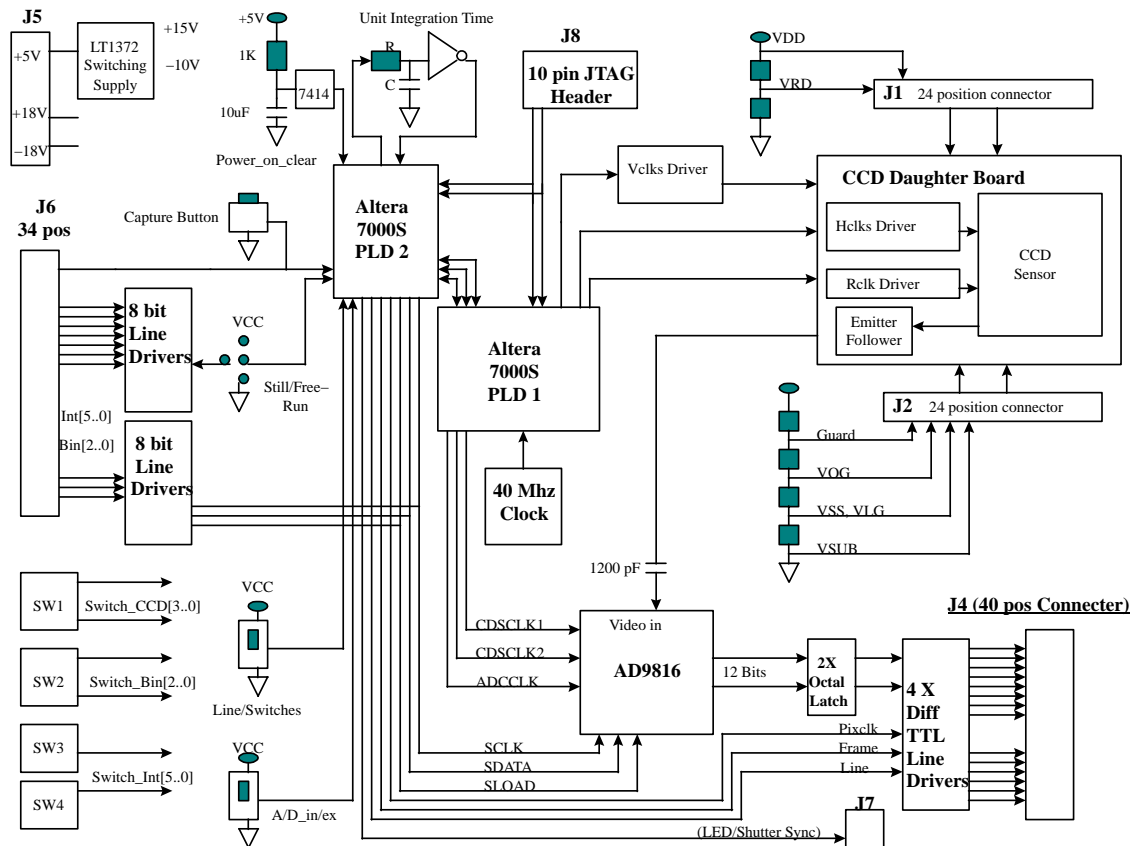 J5
+5V
+18V
−18V
LT1372
Switching
Supply
+15V
−10V
+5V
1K
10uF
7414
Power_on_clear
Unit Integration Time
R
C
J8
10 pin JTAG
Header
VDD
VRD
J1 24 position connector
J6
34 pos
Capture Button
Altera
7000S
PLD 2
Vclks Driver
CCD Daughter Board
Hclks Driver
Rclk Driver
Emitter
Follower
CCD
Sensor
8 bit
Line
Drivers
VCC
Still/Free−
Run
Int[5..0]
Bin[2..0]
8 bit
Line
Drivers
Altera
7000S
PLD 1
40 Mhz
Clock
J2 24 position connector
Guard
VOG
VSS, VLG
VSUB
1200 pF
SW1
Switch_CCD[3..0]
SW2
Switch_Bin[2..0]
SW3
Switch_Int[5..0]
SW4
VCC
Line/Switches
VCC
A/D_in/ex
CDSCLK1
CDSCLK2
ADCCLK
Video in
AD9816
SCLK
SDATA
SLOAD
12 Bits
2X
Octal
Latch
Pixclk
Frame
Line
4 X
Diff
TTL
Line
Drivers
J4 (40 pos Connecter)
(LED/Shutter Sync)
J7